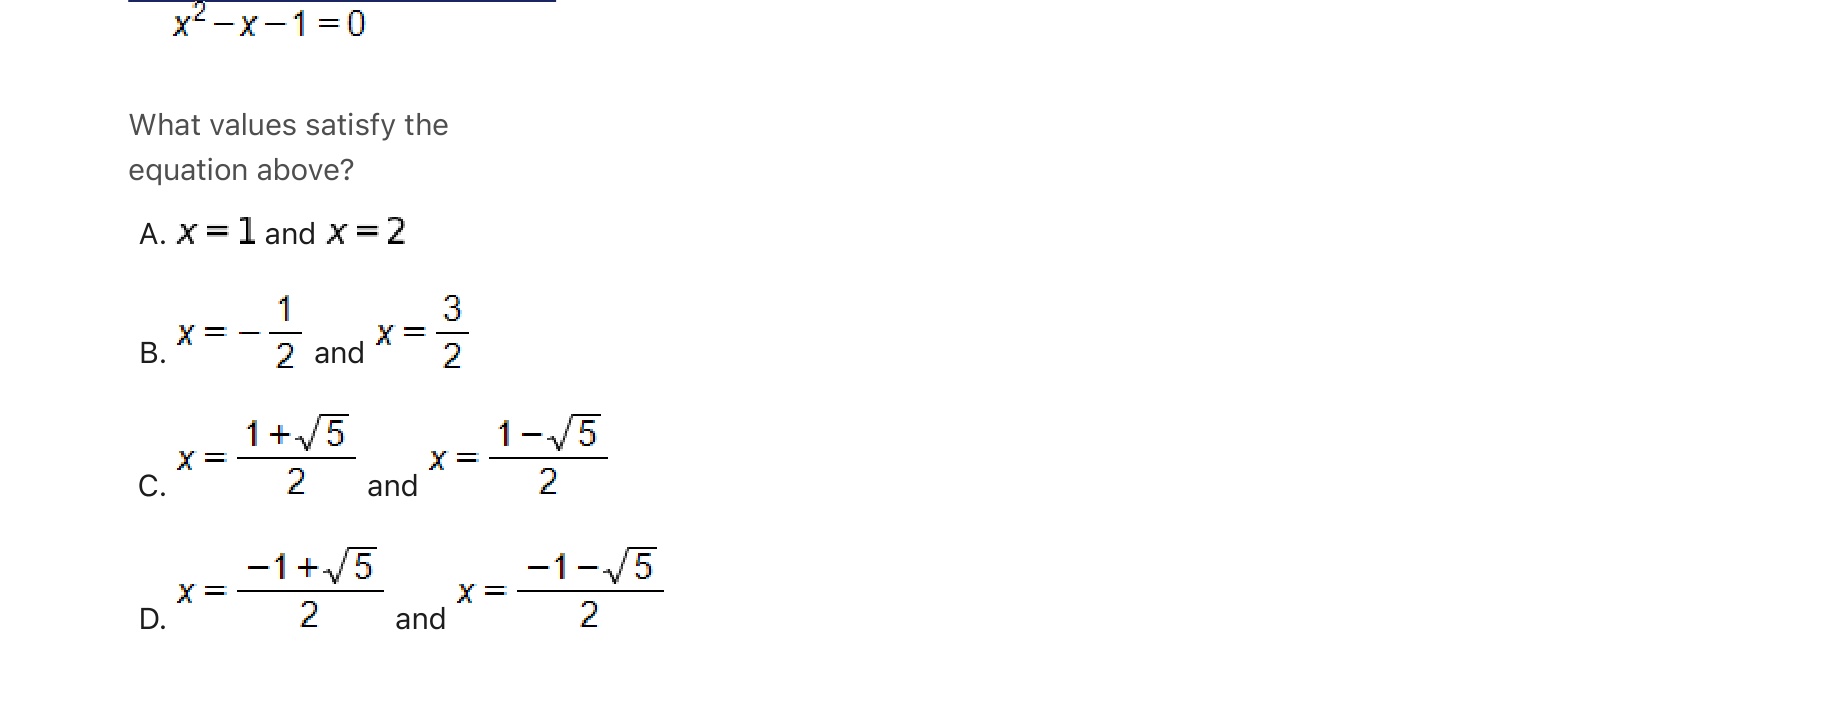 x² − x − 1 = 0
What values satisfy the
equation above?
A. x = 1 and x = 2
B. x = −1/2 and x = 3/2
C. x = (1+√5)/2 and x = (1−√5)/2
D. x = (−1+√5)/2 and x = (−1−√5)/2